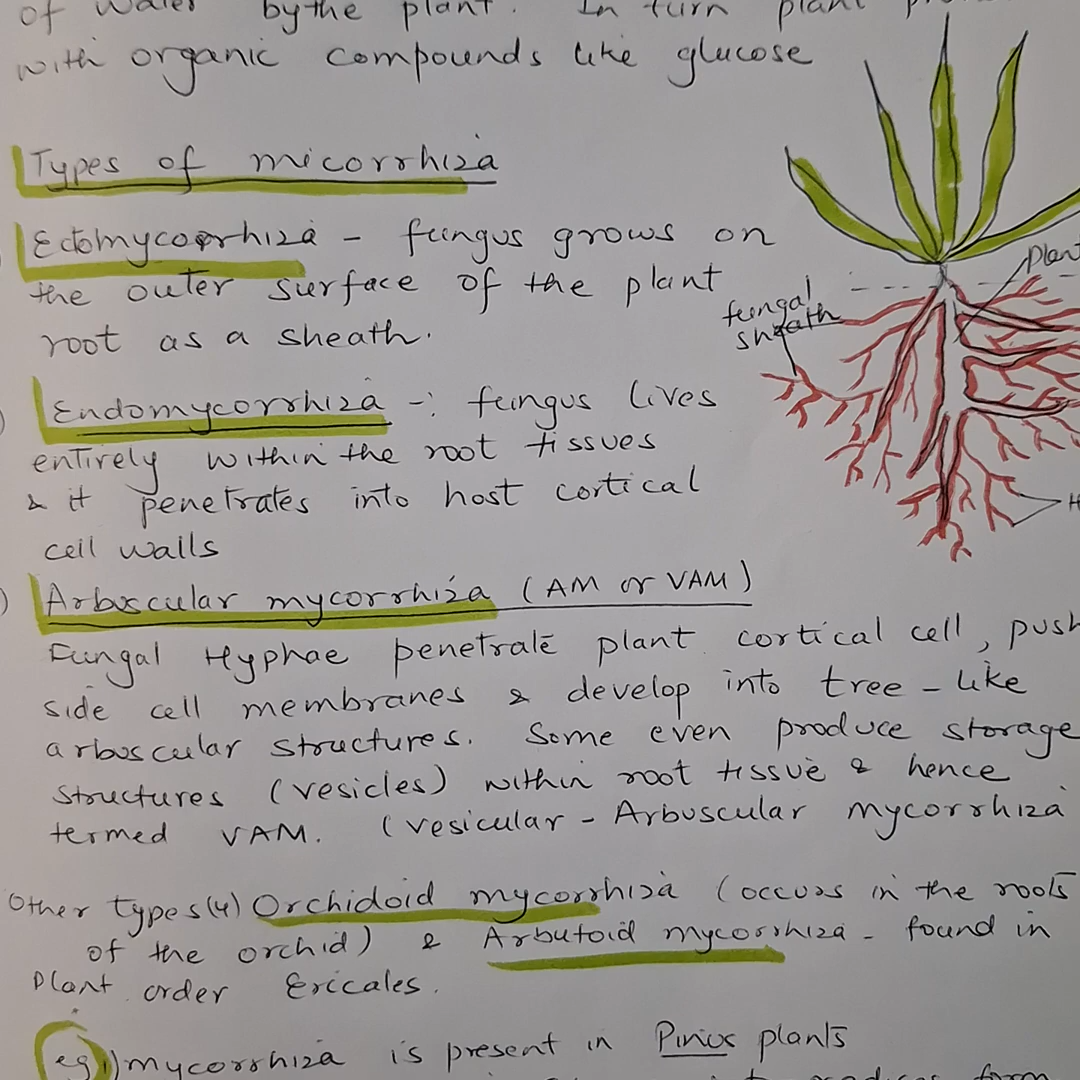 of water by the plant. In turn plant
with organic compounds like glucose
Types of micorrhiza
Ectomycorrhiza - fungus grows on
the outer surface of the plant
root as a sheath.
Endomycorrhiza -: fungus lives
entirely within the root tissues
& it penetrates into host cortical
cell walls
Arbuscular mycorrhiza (AM or VAM)
Fungal Hyphae penetrate plant cortical cell, push
side cell membranes & develop into tree-like
arbuscular structures. Some even produce storage
structures (vesicles) within root tissue & hence
termed VAM. (vesicular-Arbuscular mycorrhiza
Other types(4) Orchidoid mycorrhiza (occurs in the roots
of the orchid) & Arbutoid mycorrhiza - found in
Plant order Ericales.
eg.1) mycorrhiza is present in Pinus plants
form
Plant
fungal
sheath
H